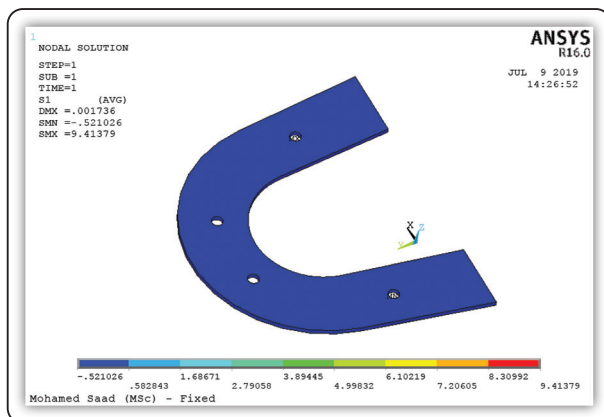 1
NODAL SOLUTION
STEP=1
SUB =1
TIME=1
S1 (AVG)
DMX =.001736
SMN =-.521026
SMX =9.41379
ANSYS
R16.0
JUL 9 2019
14:26:52
X
Z
Y
-.521026 .582843 1.68671 2.79058 3.89445 4.99832 6.10219 7.20605 8.30992 9.41379
Mohamed Saad (MSc) - Fixed